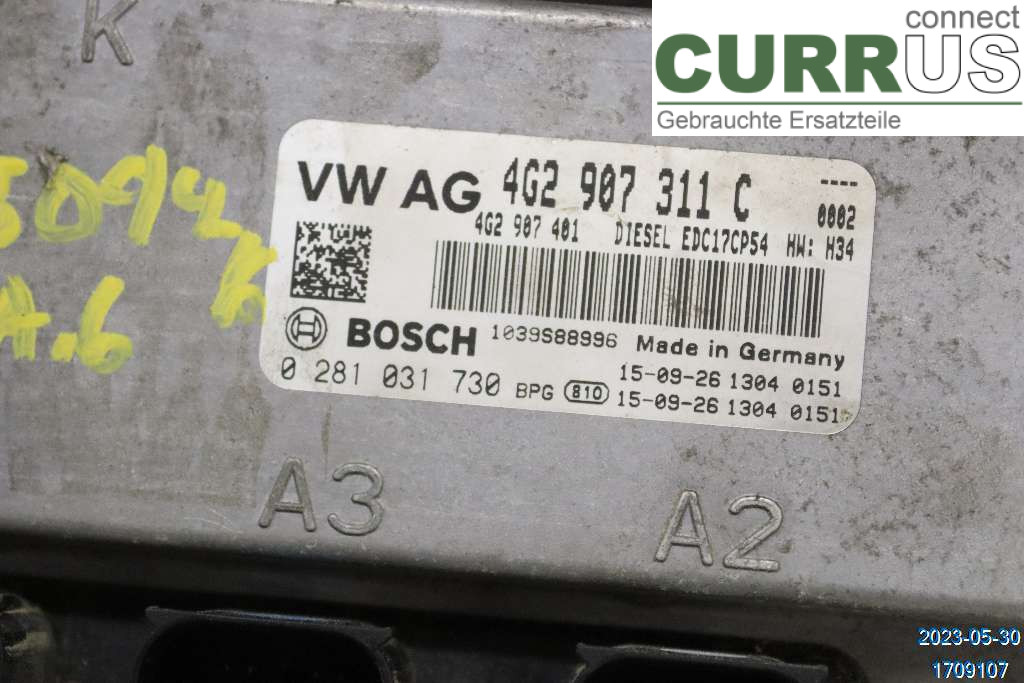 K
connect
CURRUS
Gebrauchte Ersatzteile
VW AG 4G2 907 311 C ----
0002
4G2 907 401 DIESEL EDC17CP54 HW: H34
BOSCH 1039S88996 Made in Germany
0 281 031 730 BPG 810 15-09-26 1304 0151
15-09-26 1304 0151
A.6
A3 A2
2023-05-30
1709107